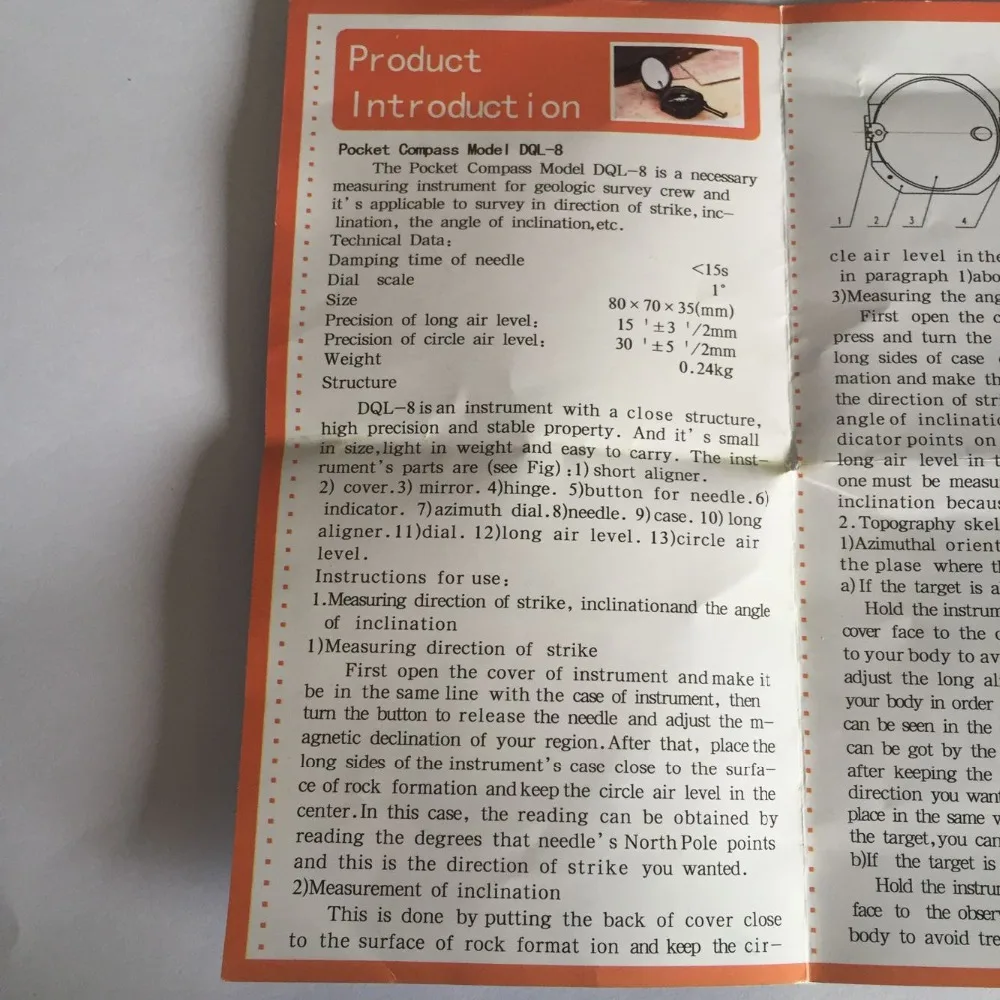 Product
Introduction
Pocket Compass Model DQL-8
The Pocket Compass Model DQL-8 is a necessary
measuring instrument for geologic survey crew and
it's applicable to survey in direction of strike, inc-
lination, the angle of inclination,etc.
Technical Data:
Damping time of needle <15s
Dial scale 1°
Size 80×70×35(mm)
Precision of long air level: 15 '±3 '/2mm
Precision of circle air level: 30 '±5 '/2mm
Weight 0.24kg
Structure
DQL-8 is an instrument with a close structure,
high precision and stable property. And it's small
in size,light in weight and easy to carry. The inst-
rument's parts are (see Fig) :1) short aligner.
2) cover.3) mirror. 4)hinge. 5)button for needle.6)
indicator. 7)azimuth dial.8)needle. 9)case. 10) long
aligner.11)dial. 12)long air level. 13)circle air
level.
Instructions for use:
1.Measuring direction of strike, inclinationand the angle
of inclination
1)Measuring direction of strike
First open the cover of instrument and make it
be in the same line with the case of instrument, then
turn the button to release the needle and adjust the m-
agnetic declination of your region.After that, place the
long sides of the instrument's case close to the surfa-
ce of rock formation and keep the circle air level in the
center.In this case, the reading can be obtained by
reading the degrees that needle's North Pole points
and this is the direction of strike you wanted.
2)Measurement of inclination
This is done by putting the back of cover close
to the surface of rock format ion and keep the cir-
1 2 3 4
cle air level in the
in paragraph 1)abo
3)Measuring the ang
First open the c
press and turn the
long sides of case
mation and make th
the direction of str
angle of inclinatio
dicator points on
long air level in t
one must be measu
inclination becaus
2.Topography skel
1)Azimuthal orient
the plase where th
a)If the target is a
Hold the instrum
cover face to the o
to your body to av
adjust the long al
your body in order
can be seen in the
can be got by the
after keeping the
direction you want
place in the same v
the target,you can
b)If the target is
Hold the instrum
face to the observ
body to avoid tre